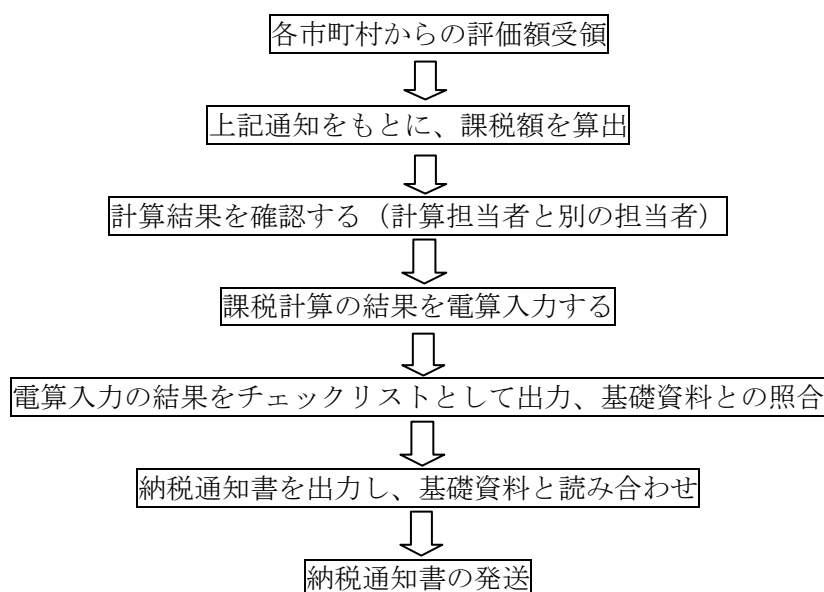 各市町村からの評価額受領
上記通知をもとに、課税額を算出
計算結果を確認する（計算担当者と別の担当者）
課税計算の結果を電算入力する
電算入力の結果をチェックリストとして出力、基礎資料との照合
納税通知書を出力し、基礎資料と読み合わせ
納税通知書の発送